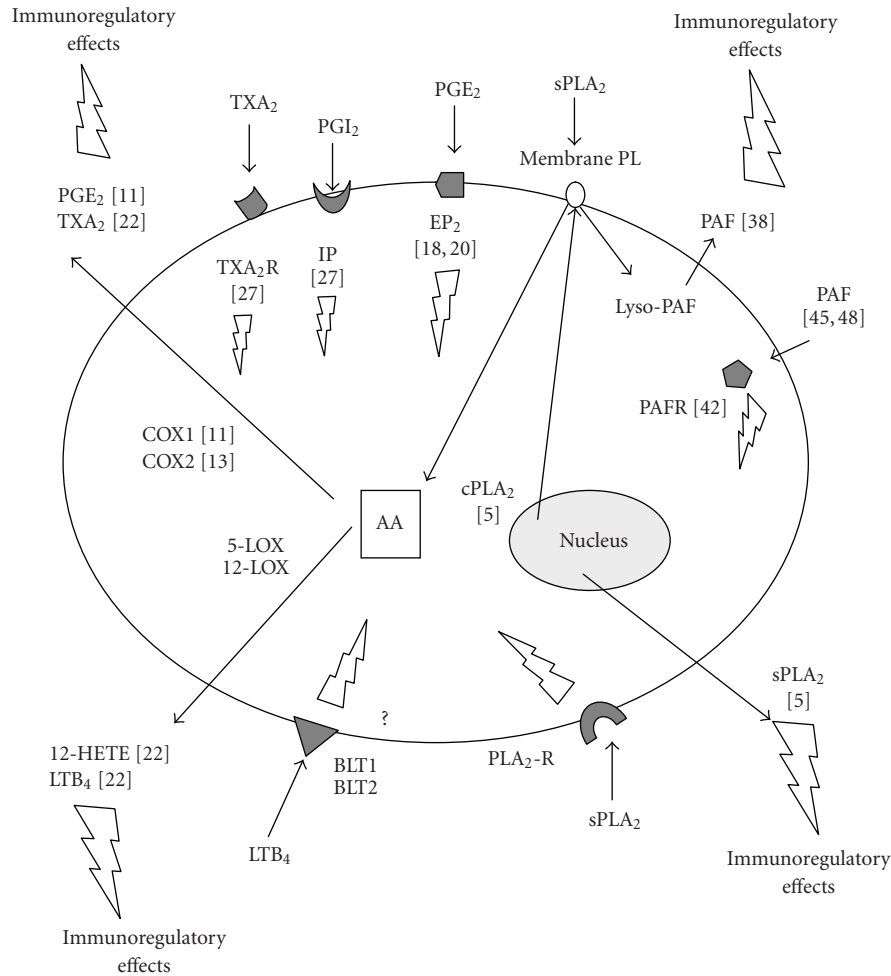 Immunoregulatory
effects
Immunoregulatory
effects
TXA₂
PGI₂
PGE₂
sPLA₂
Membrane PL
PGE₂ [11]
TXA₂ [22]
TXA₂R
[27]
IP
[27]
EP₂
[18, 20]
Lyso-PAF
PAF [38]
PAF
[45, 48]
PAFR [42]
COX1 [11]
COX2 [13]
cPLA₂
[5]
AA
Nucleus
5-LOX
12-LOX
sPLA₂
[5]
?
12-HETE [22]
LTB₄ [22]
BLT1
BLT2
PLA₂-R
LTB₄
sPLA₂
Immunoregulatory
effects
Immunoregulatory
effects